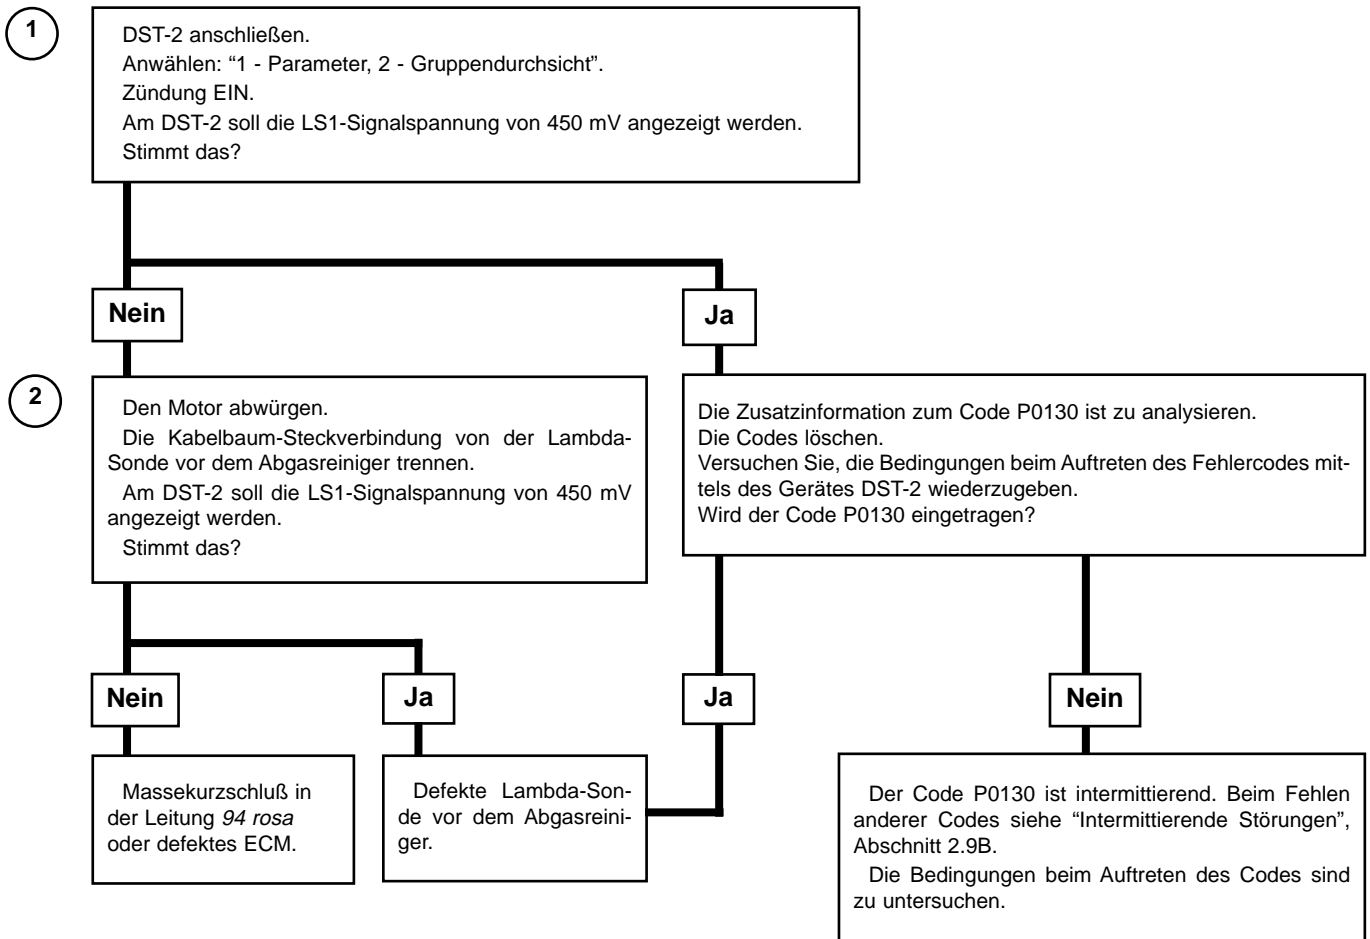 1
DST-2 anschließen.
Anwählen: “1 - Parameter, 2 - Gruppendurchsicht”.
Zündung EIN.
Am DST-2 soll die LS1-Signalspannung von 450 mV angezeigt werden.
Stimmt das?
Nein
Ja
2
Den Motor abwürgen.
Die Kabelbaum-Steckverbindung von der Lambda-
Sonde vor dem Abgasreiniger trennen.
Am DST-2 soll die LS1-Signalspannung von 450 mV
angezeigt werden.
Stimmt das?
Die Zusatzinformation zum Code P0130 ist zu analysieren.
Die Codes löschen.
Versuchen Sie, die Bedingungen beim Auftreten des Fehlercodes mit-
tels des Gerätes DST-2 wiederzugeben.
Wird der Code P0130 eingetragen?
Nein
Ja
Ja
Nein
Massekurzschluß in
der Leitung 94 rosa
oder defektes ECM.
Defekte Lambda-Son-
de vor dem Abgasreini-
ger.
Der Code P0130 ist intermittierend. Beim Fehlen
anderer Codes siehe “Intermittierende Störungen”,
Abschnitt 2.9B.
Die Bedingungen beim Auftreten des Codes sind
zu untersuchen.